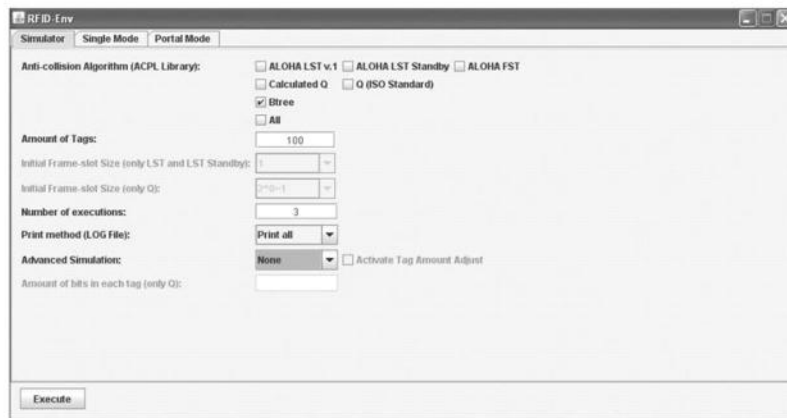 RFID-Env
Simulator Single Mode Portal Mode
Anti-collision Algorithm (ACPL Library): ALOHA LST v.1 ALOHA LST Standby ALOHA FST
Calculated Q Q (ISO Standard)
Btree
All
Amount of Tags: 100
Initial Frame-slot Size (only LST and LST Standby): 1
Initial Frame-slot Size (only Q):
Number of executions: 3
Print method (LOG File): Print all
Advanced Simulation: None Activate Tag Amount Adjust
Amount of bits in each tag (only Q):
Execute